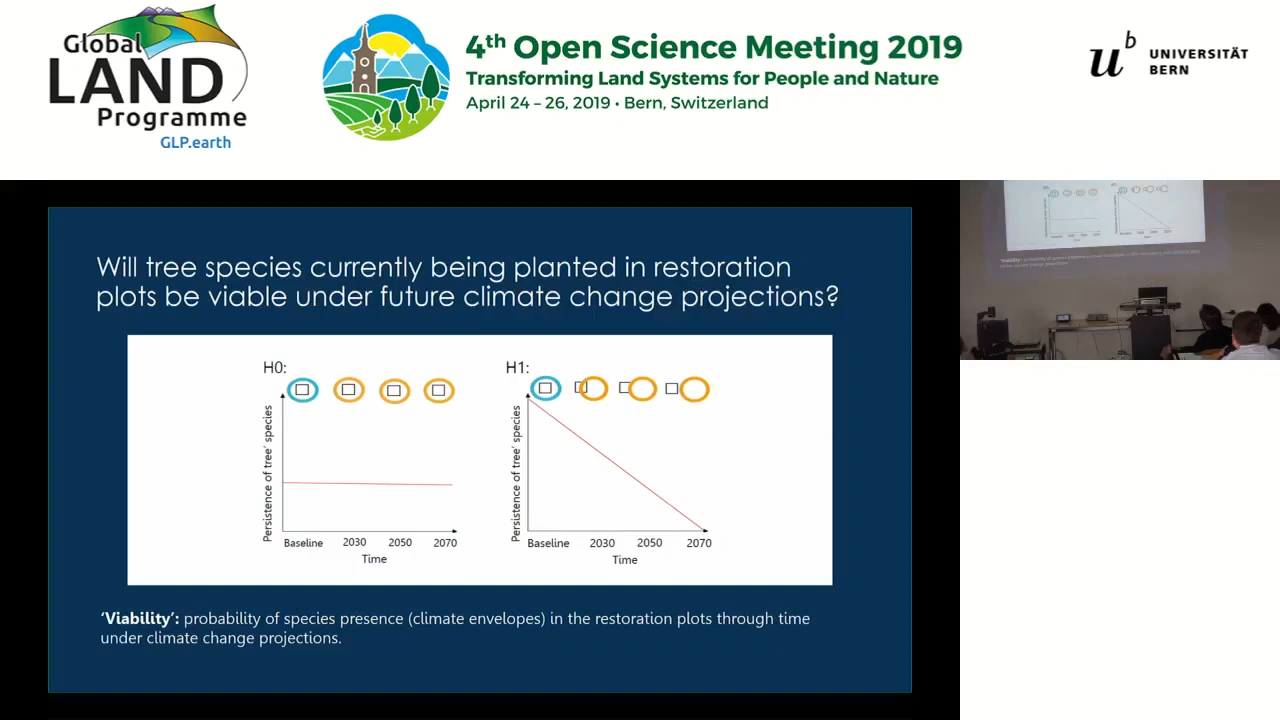 Global
LAND
Programme
GLP.earth
4th Open Science Meeting 2019
Transforming Land Systems for People and Nature
April 24 – 26, 2019 • Bern, Switzerland
u b
UNIVERSITÄT
BERN
Will tree species currently being planted in restoration
plots be viable under future climate change projections?
H0:
Persistence of tree' species
Baseline 2030 2050 2070
Time
H1:
Persistence of tree' species
Baseline 2030 2050 2070
Time
'Viability': probability of species presence (climate envelopes) in the restoration plots through time
under climate change projections.